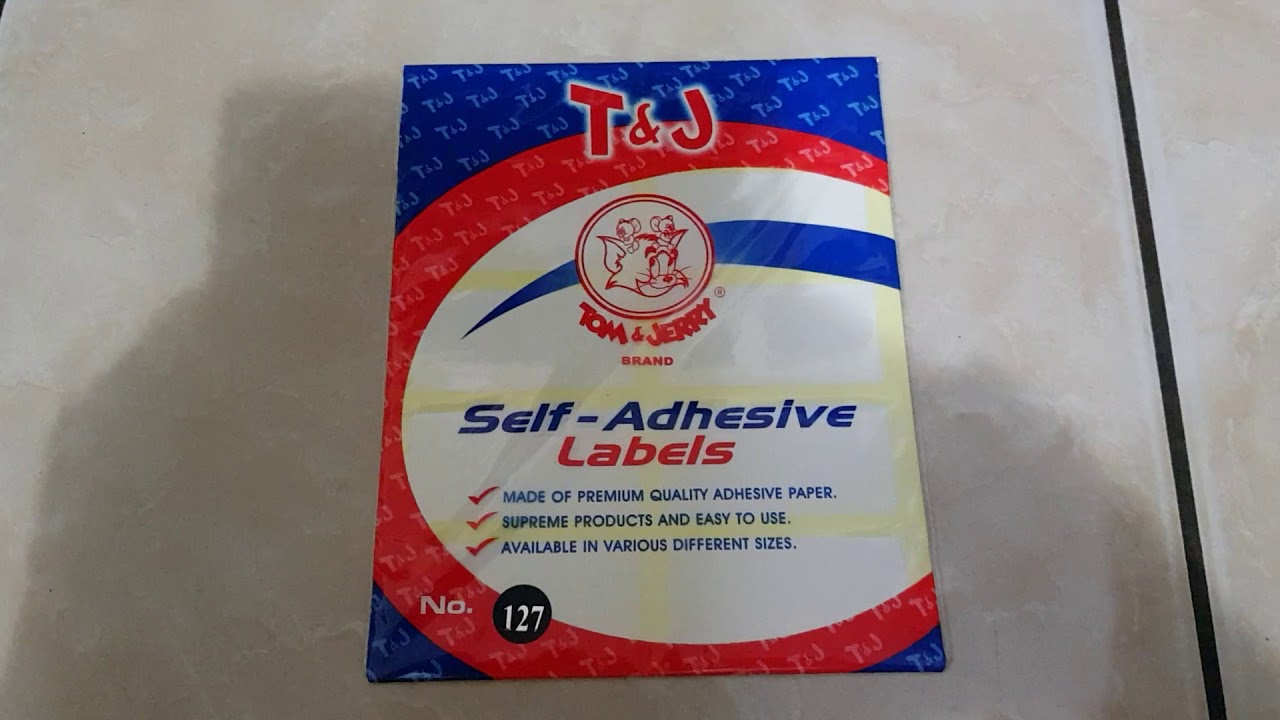 T&J
TOM & JERRY ®
BRAND
Self-Adhesive
Labels
MADE OF PREMIUM QUALITY ADHESIVE PAPER.
SUPREME PRODUCTS AND EASY TO USE.
AVAILABLE IN VARIOUS DIFFERENT SIZES.
No. 127